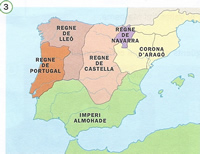 3
REGNE
DE
LLEÓ
REGNE
DE
NAVARRA
CORONA
D'ARAGÓ
REGNE
DE
PORTUGAL
REGNE
DE
CASTELLA
IMPERI
ALMOHADE